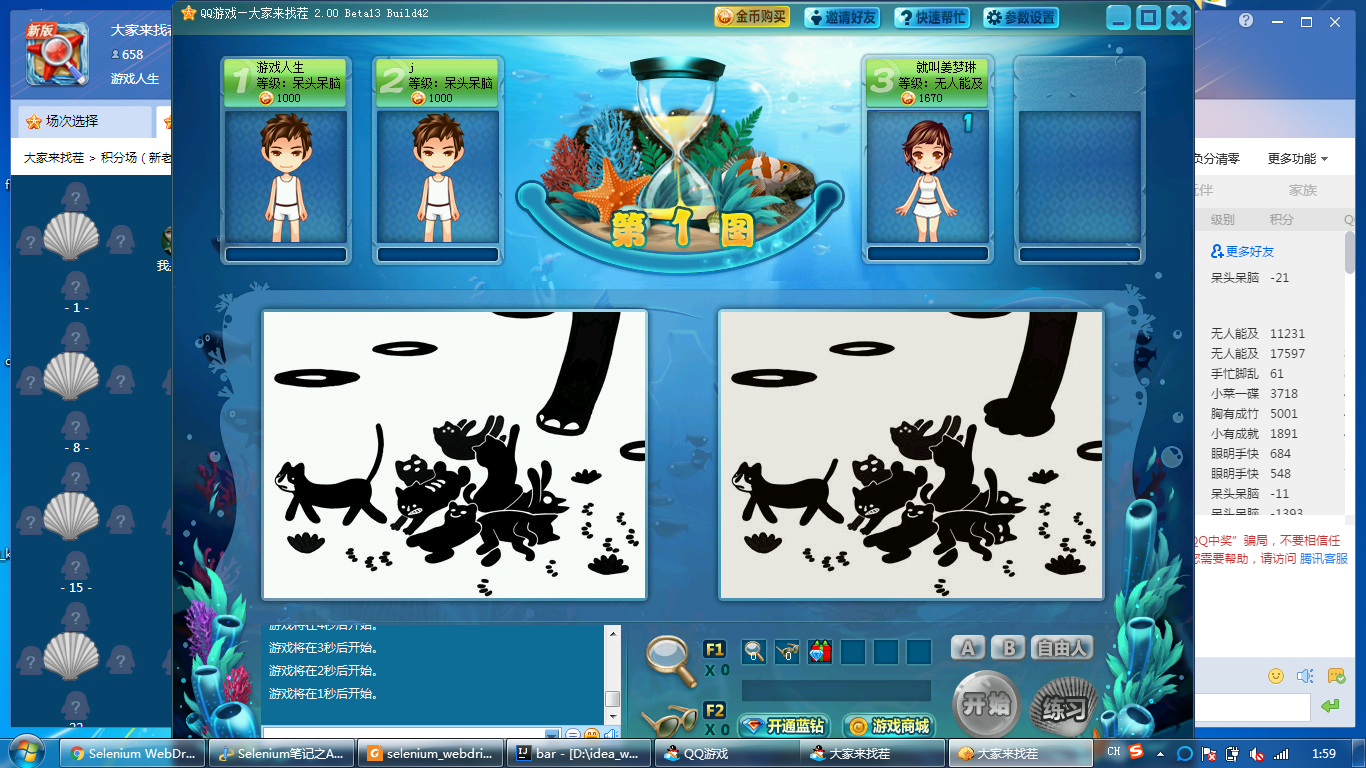 QQ游戏—大家来找茬 2.00 Beta13 Build42
金币购买
邀请好友
快速帮忙
参数设置
新版
大家来找茬
658
游戏人生
场次选择
大家来找茬 > 积分场 ( 新老
1
游戏人生
等级: 呆头呆脑
1000
2
j
等级: 呆头呆脑
1000
第1图
3
就叫姜梦琳
等级: 无人能及
1670
1
负分清零
更多功能
家族
级别
积分
更多好友
呆头呆脑 -21
无人能及 11231
无人能及 17597
手忙脚乱 61
小菜一碟 3718
胸有成竹 5001
小有成就 1891
眼明手快 684
眼明手快 548
呆头呆脑 -11
呆头呆脑 -1393
- 1 -
- 8 -
- 15 -
QQ中奖”骗局，不要相信任
您需要帮助，请访问 腾讯客服
游戏将在4秒后开始。
游戏将在3秒后开始。
游戏将在2秒后开始。
游戏将在1秒后开始。
F1
X 0
F2
X 0
0
0
开通蓝钻
游戏商城
A
B
自由人
开始
练习
Selenium WebDr...
Selenium笔记之A...
selenium_webdri...
bar - [D:\idea_w...
QQ游戏
大家来找茬
大家来找茬
CH
1:59